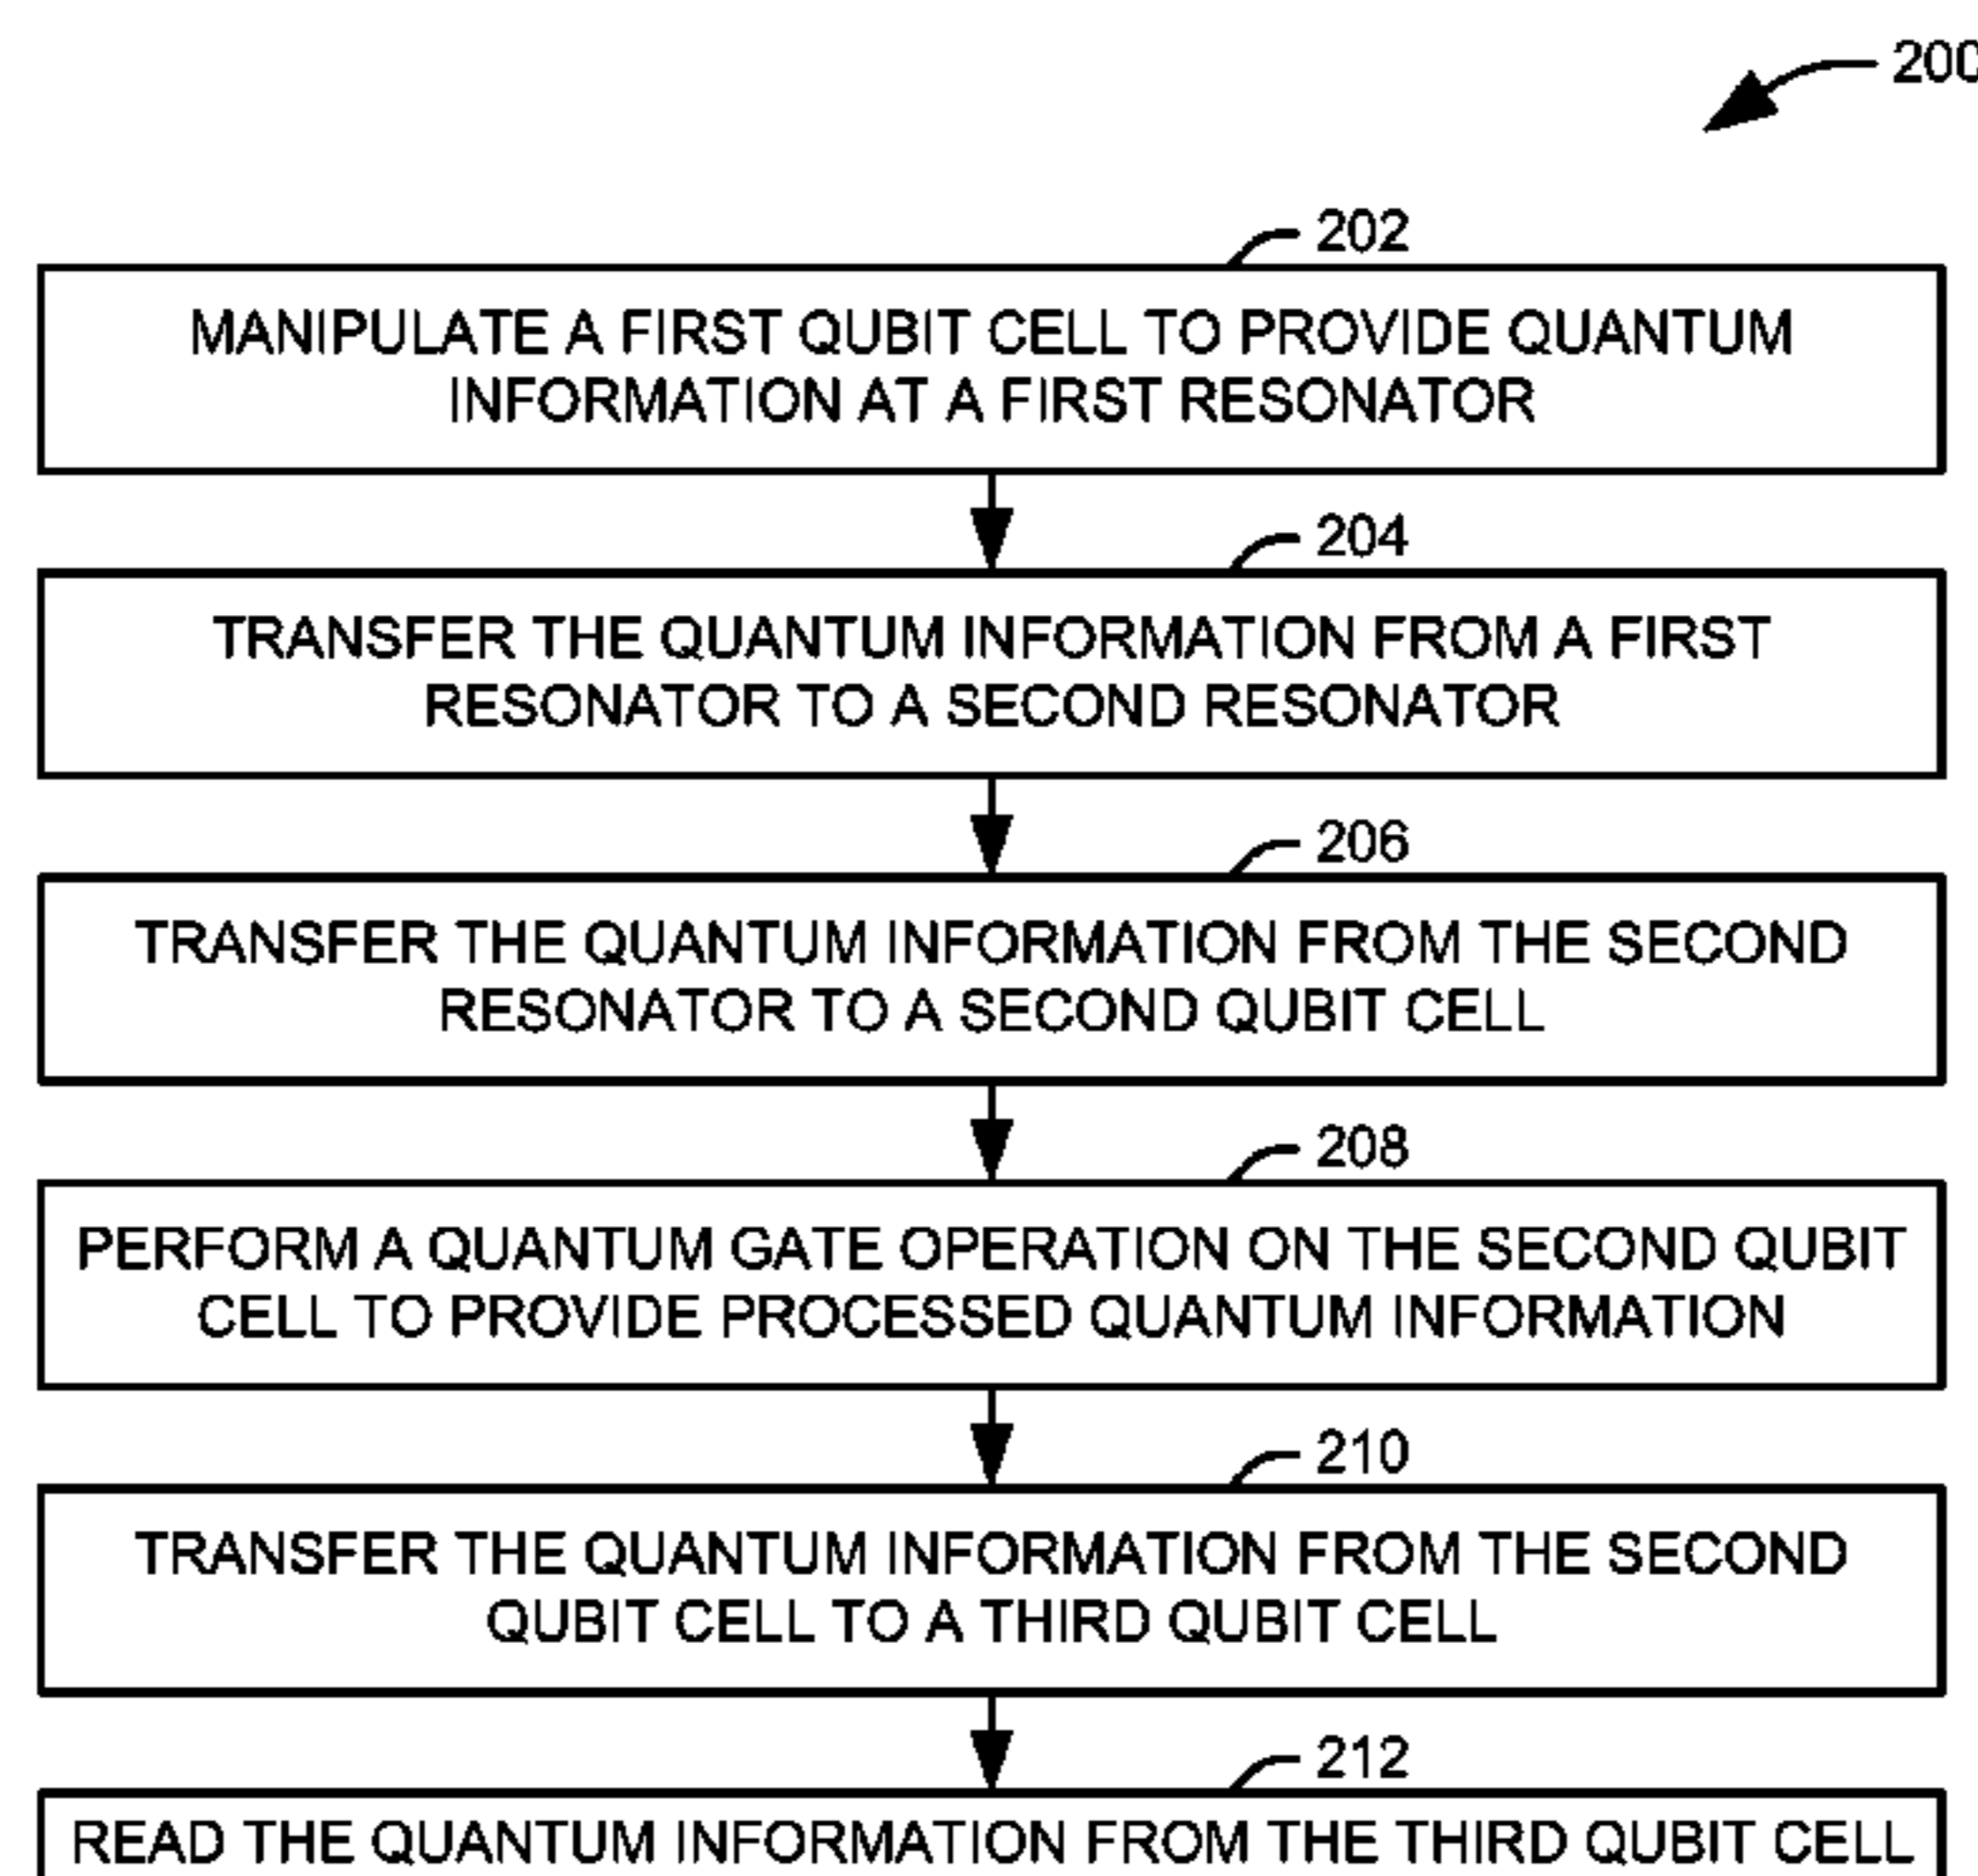 200
202
MANIPULATE A FIRST QUBIT CELL TO PROVIDE QUANTUM
INFORMATION AT A FIRST RESONATOR
204
TRANSFER THE QUANTUM INFORMATION FROM A FIRST
RESONATOR TO A SECOND RESONATOR
206
TRANSFER THE QUANTUM INFORMATION FROM THE SECOND
RESONATOR TO A SECOND QUBIT CELL
208
PERFORM A QUANTUM GATE OPERATION ON THE SECOND QUBIT
CELL TO PROVIDE PROCESSED QUANTUM INFORMATION
210
TRANSFER THE QUANTUM INFORMATION FROM THE SECOND
QUBIT CELL TO A THIRD QUBIT CELL
212
READ THE QUANTUM INFORMATION FROM THE THIRD QUBIT CELL